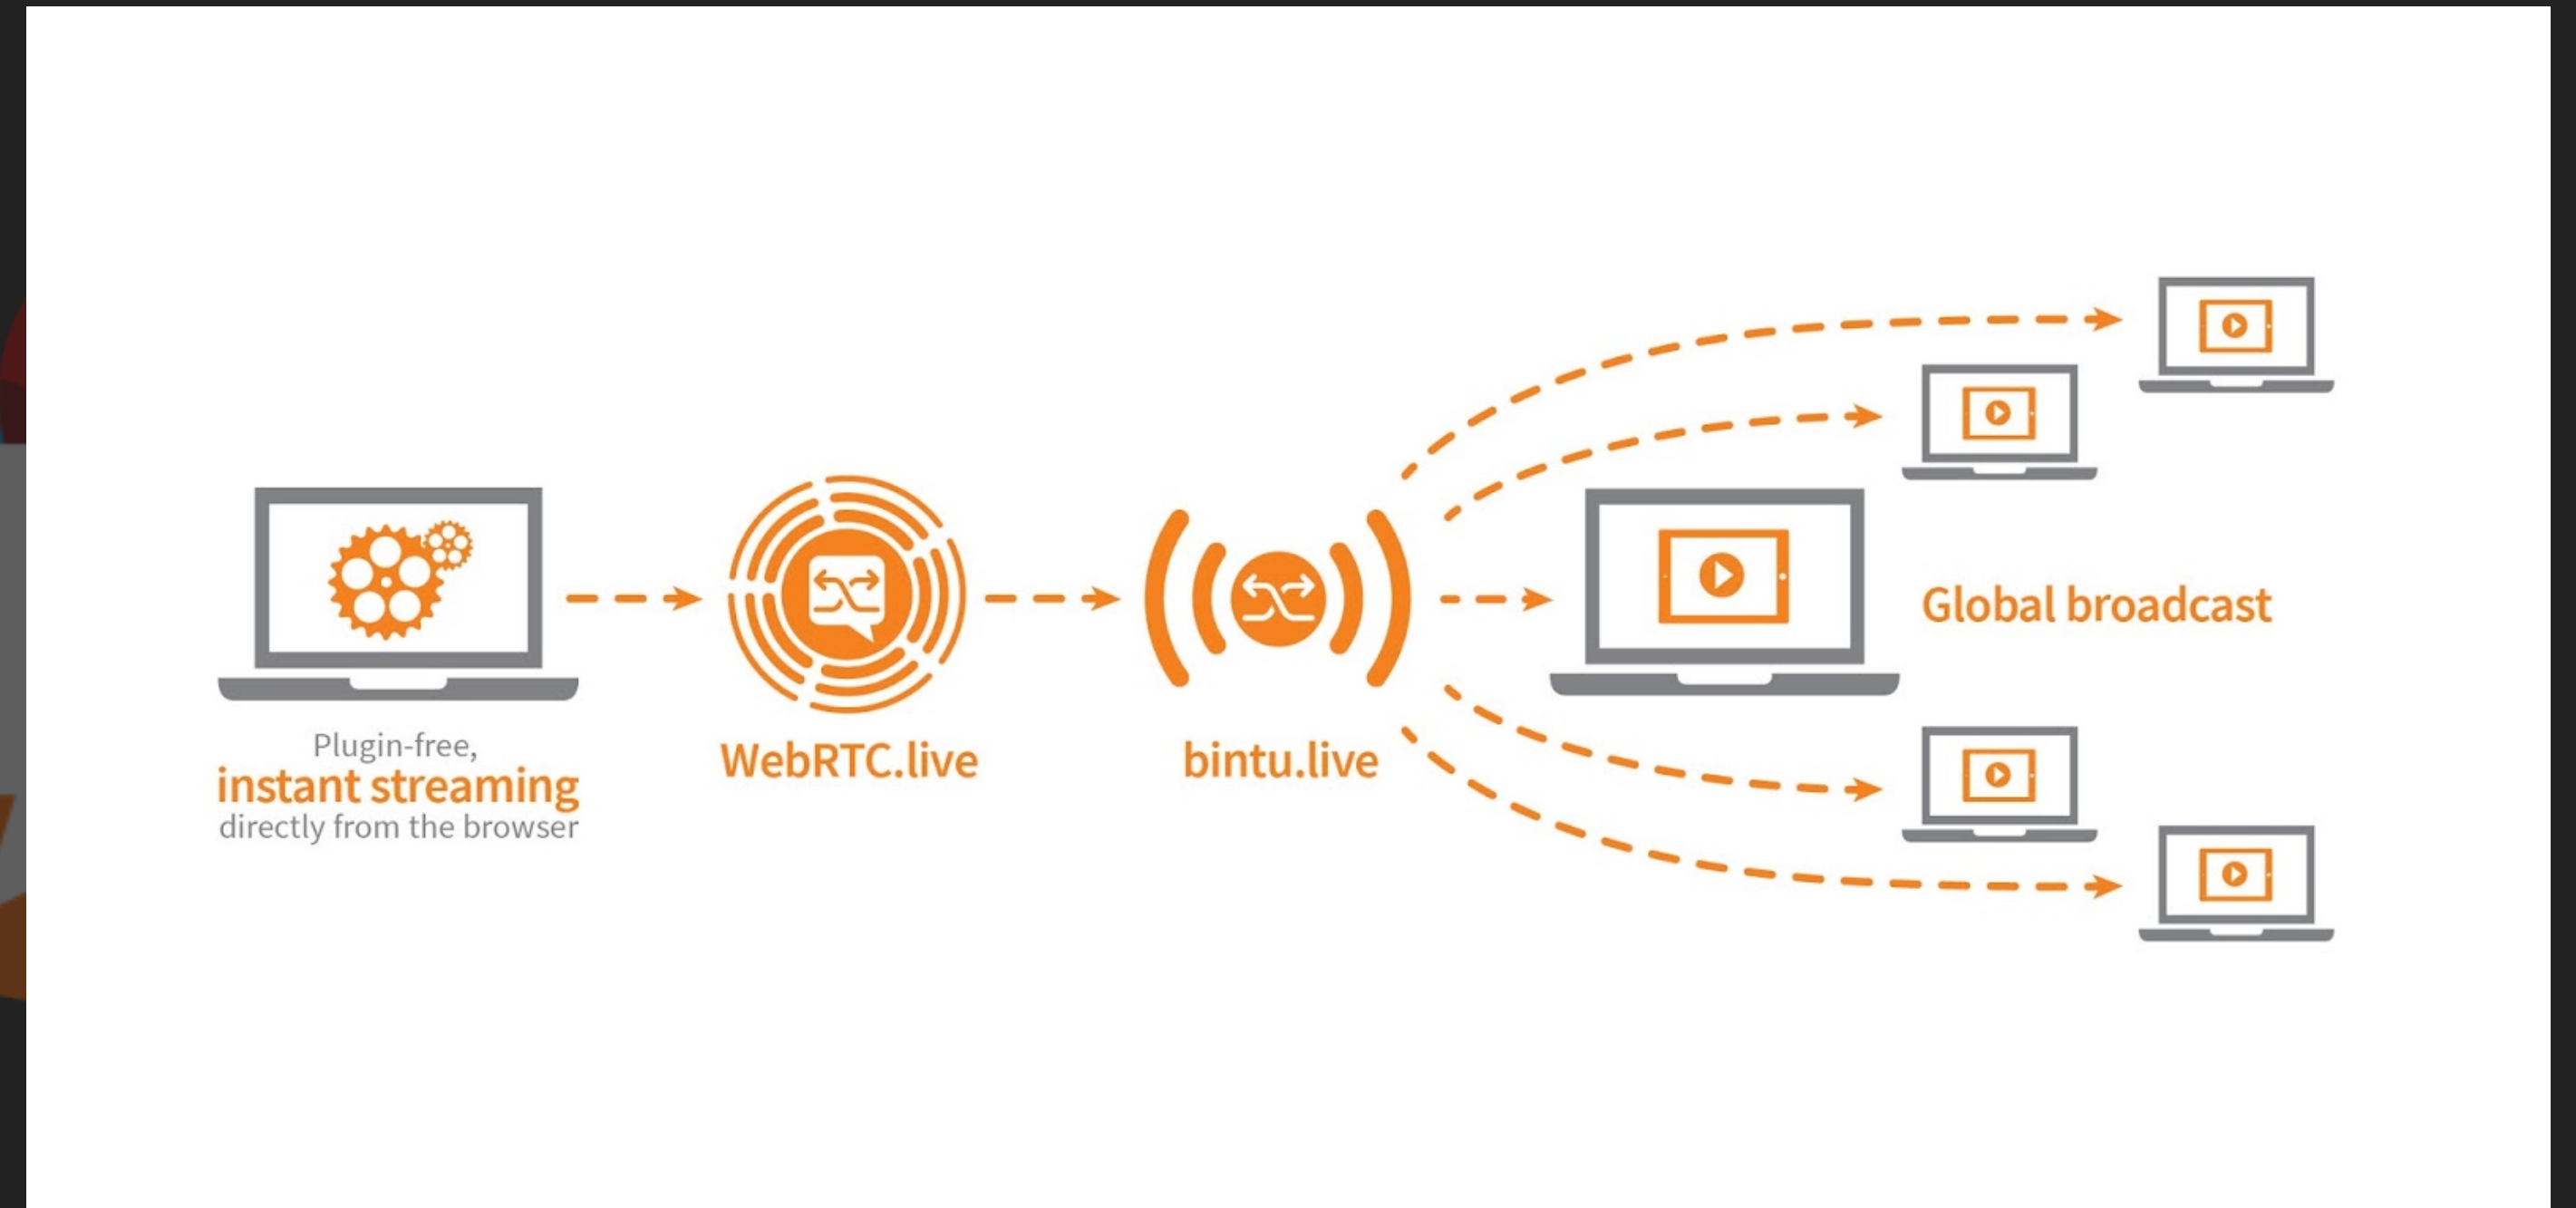 Plugin-free,
instant streaming
directly from the browser
WebRTC.live
bintu.live
Global broadcast